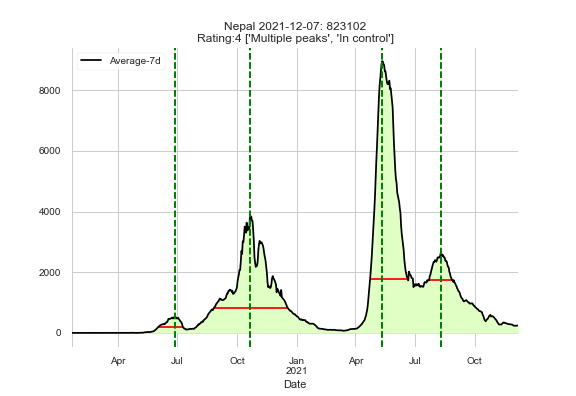 Nepal 2021-12-07: 823102
Rating:4 ['Multiple peaks', 'In control']
Average-7d
8000
6000
4000
2000
0
Apr Jul Oct Jan Apr Jul Oct
2021
Date